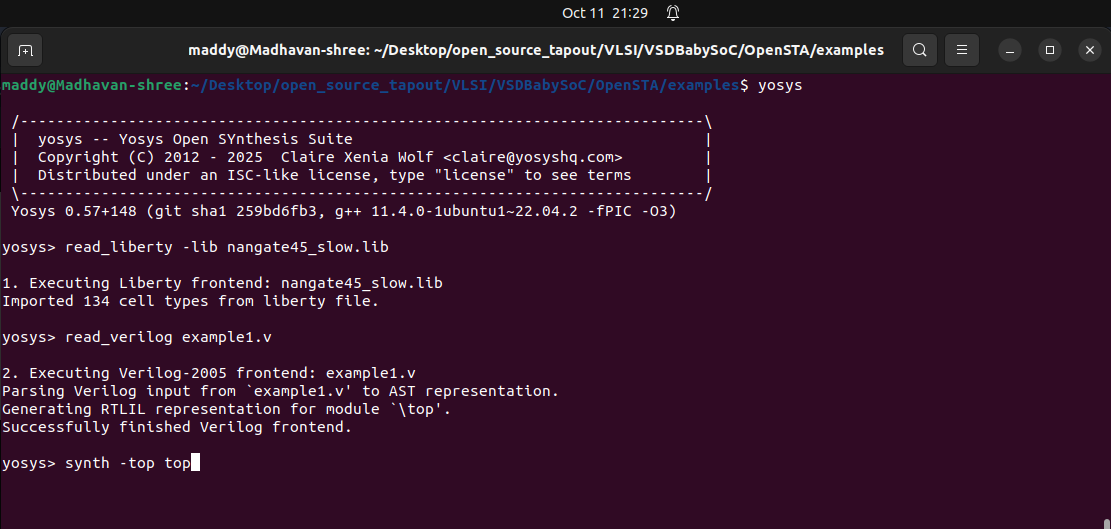 Oct 11 21:29
maddy@Madhavan-shree: ~/Desktop/open_source_tapout/VLSI/VSDBabySoC/OpenSTA/examples
maddy@Madhavan-shree:~/Desktop/open_source_tapout/VLSI/VSDBabySoC/OpenSTA/examples$ yosys
/----------------------------------------------------------------------------\
|  yosys -- Yosys Open SYnthesis Suite                                       |
|  Copyright (C) 2012 - 2025  Claire Xenia Wolf <claire@yosyshq.com>         |
|  Distributed under an ISC-like license, type "license" to see terms        |
\----------------------------------------------------------------------------/
Yosys 0.57+148 (git sha1 259bd6fb3, g++ 11.4.0-1ubuntu1~22.04.2 -fPIC -O3)
yosys> read_liberty -lib nangate45_slow.lib
1. Executing Liberty frontend: nangate45_slow.lib
Imported 134 cell types from liberty file.
yosys> read_verilog example1.v
2. Executing Verilog-2005 frontend: example1.v
Parsing Verilog input from `example1.v' to AST representation.
Generating RTLIL representation for module `\top'.
Successfully finished Verilog frontend.
yosys> synth -top top